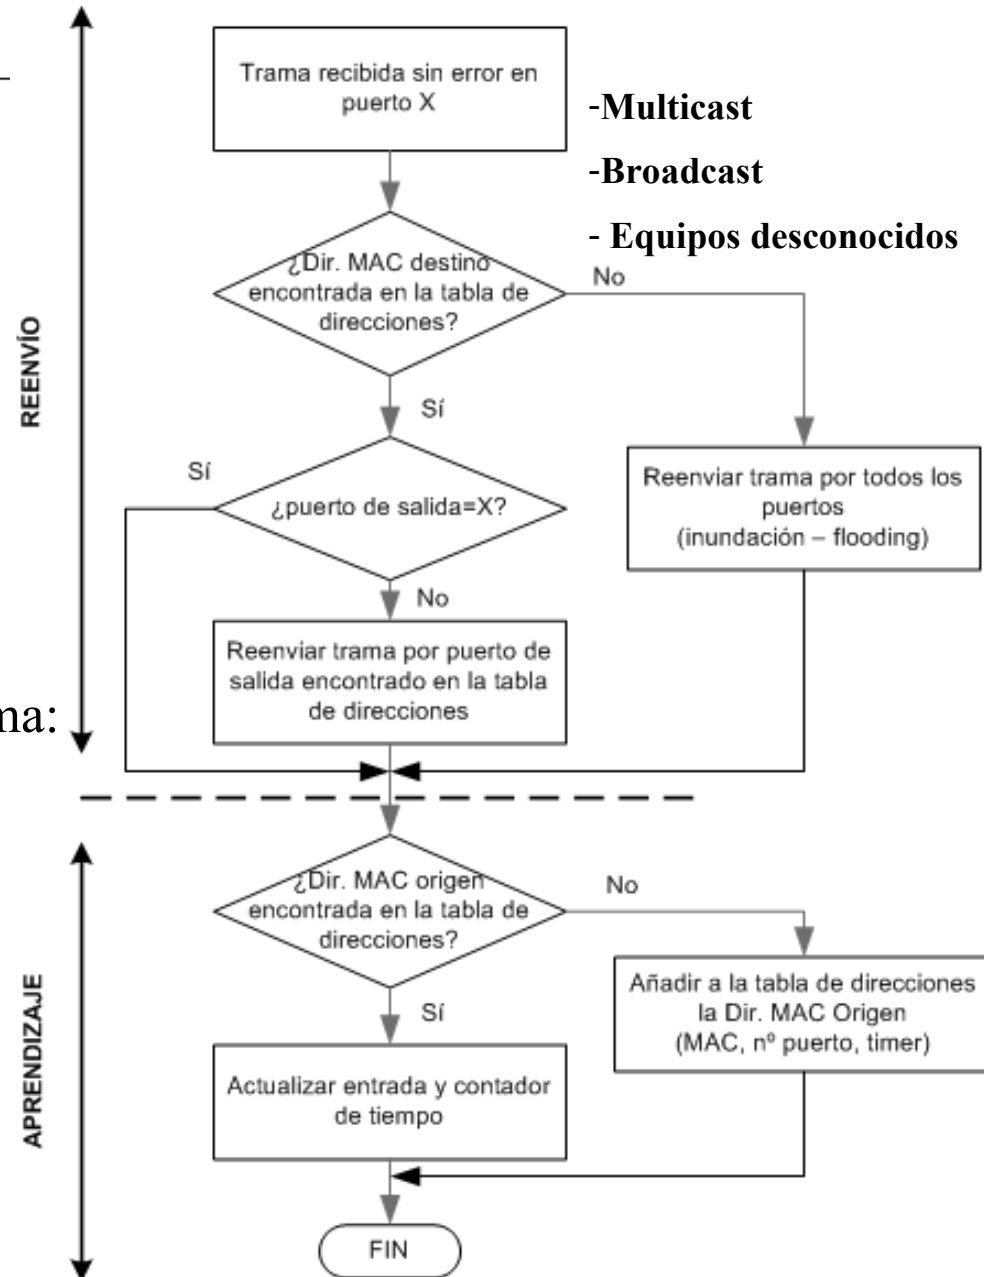 Trama recibida sin error en
puerto X
-Multicast
-Broadcast
- Equipos desconocidos
¿Dir. MAC destino
encontrada en la tabla de
direcciones?
No
Sí
REENVÍO
Sí
¿puerto de salida=X?
Reenviar trama por todos los
puertos
(inundación – flooding)
No
Reenviar trama por puerto de
salida encontrado en la tabla
de direcciones
ma:
¿Dir. MAC origen
encontrada en la tabla de
direcciones?
No
Sí
APRENDIZAJE
Añadir a la tabla de direcciones
la Dir. MAC Origen
(MAC, nº puerto, timer)
Actualizar entrada y contador
de tiempo
FIN